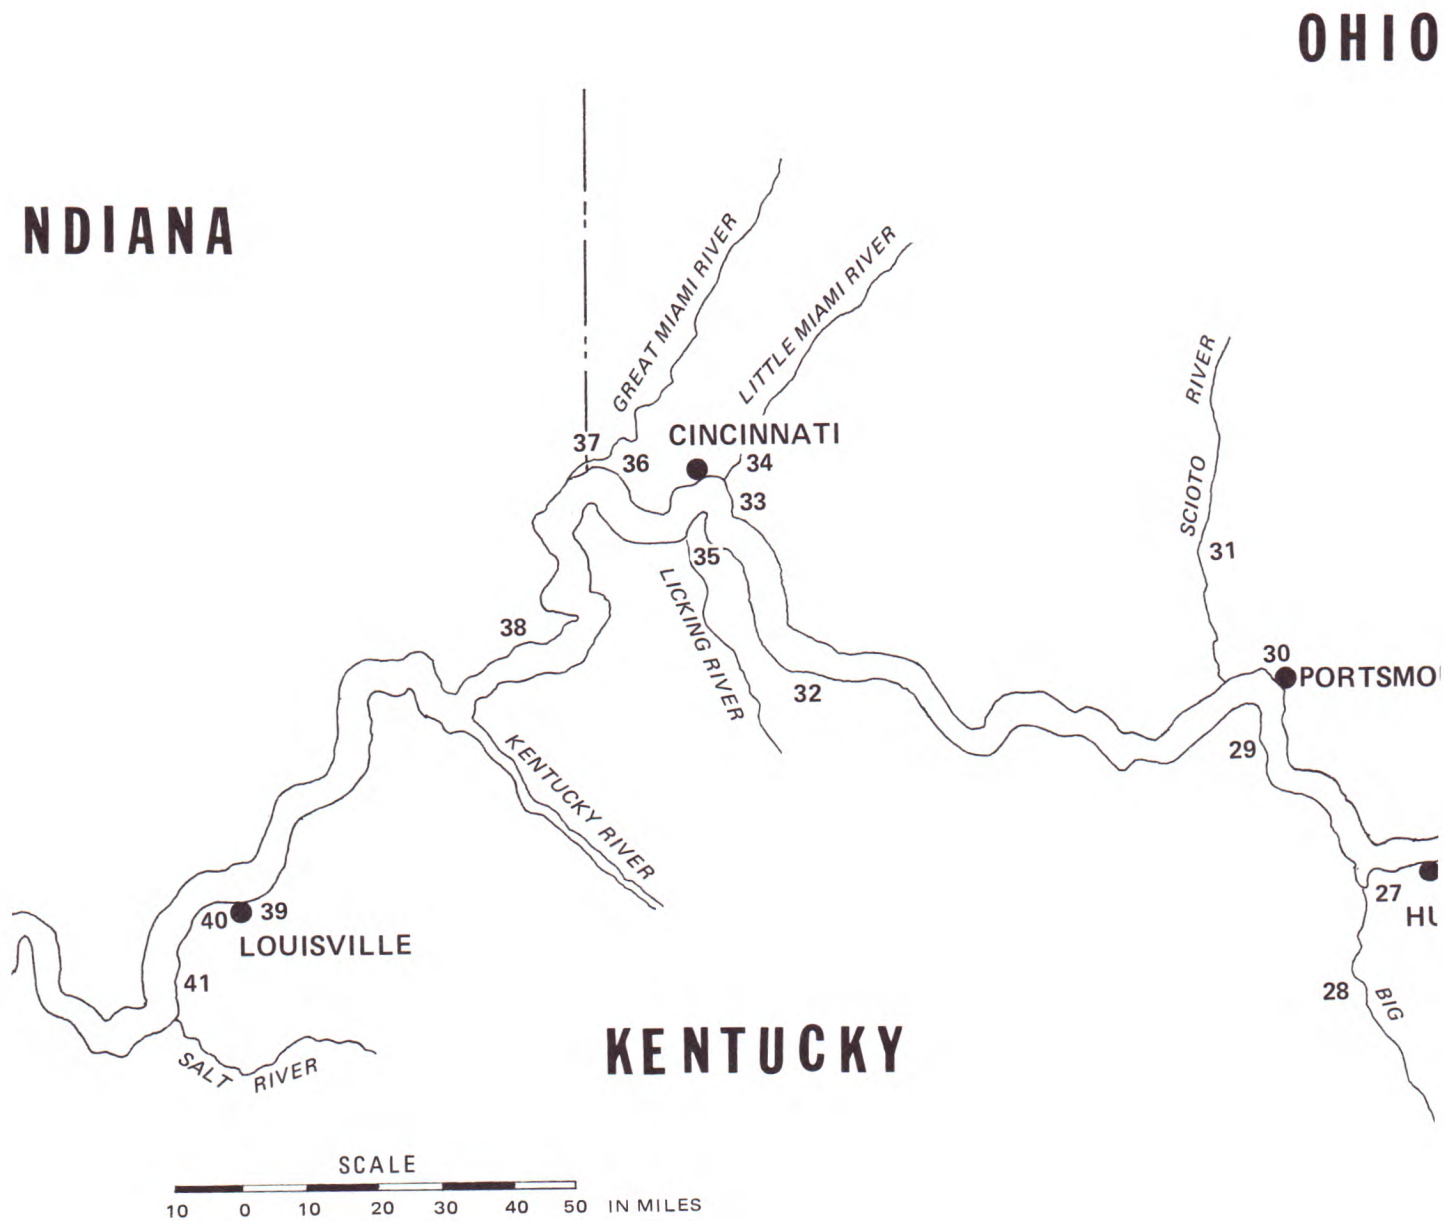 OHIO
NDIANA
GREAT MIAMI RIVER
LITTLE MIAMI RIVER
SCIOTO RIVER
37
CINCINNATI
36
34
33
35
31
LICKING RIVER
38
30
PORTSMO
32
29
KENTUCKY RIVER
27
40
39
HU
LOUISVILLE
41
28
BIG
KENTUCKY
SALT RIVER
SCALE
10 0 10 20 30 40 50 IN MILES